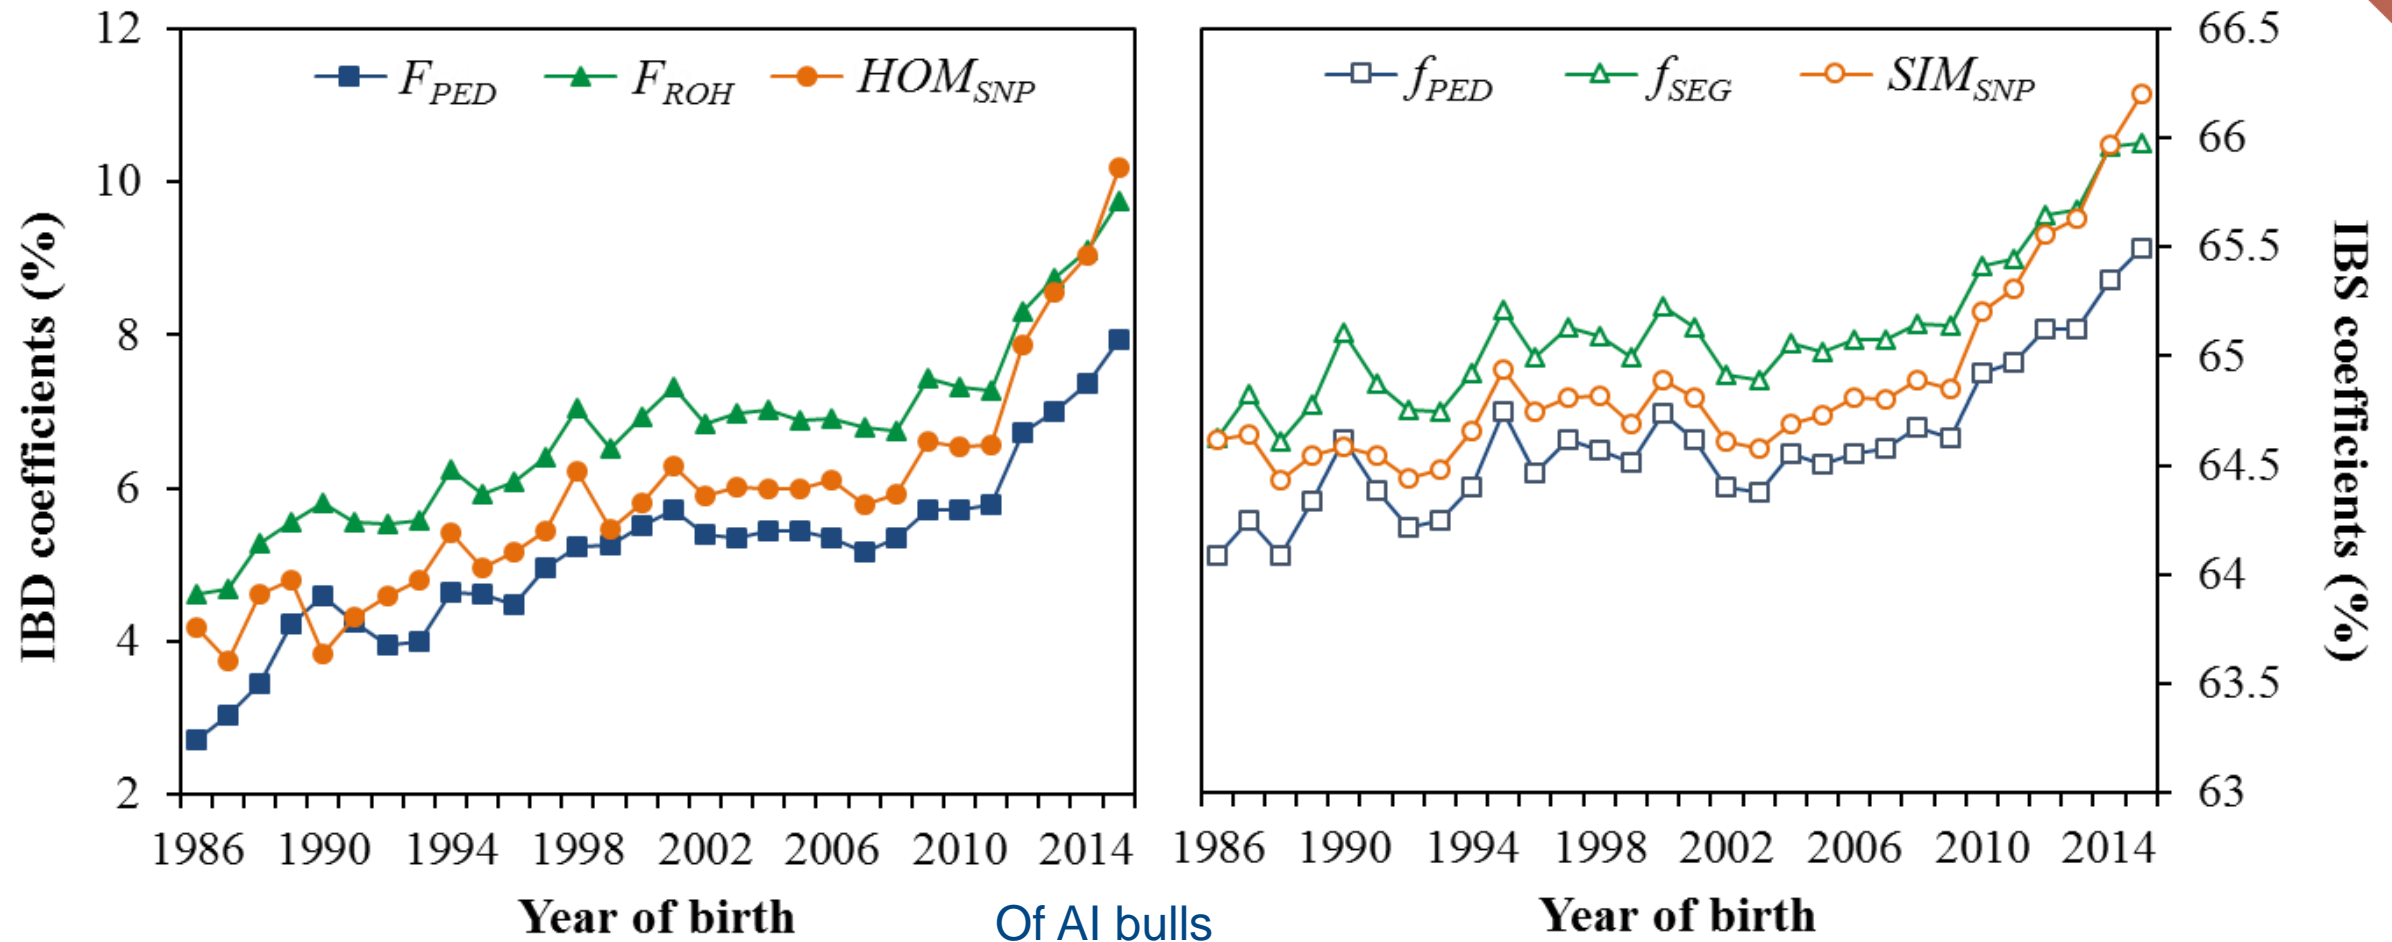 IBD coefficients (%)
12
10
8
6
4
2
F_PED F_ROH HOM_SNP
1986 1990 1994 1998 2002 2006 2010 2014
Year of birth
Of AI bulls
f_PED f_SEG SIM_SNP
1986 1990 1994 1998 2002 2006 2010 2014
Year of birth
66.5
66
65.5
65
64.5
64
63.5
63
IBS coefficients (%)